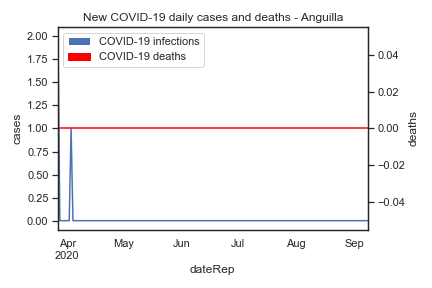 New COVID-19 daily cases and deaths - Anguilla
COVID-19 infections
COVID-19 deaths
cases
2.00
1.75
1.50
1.25
1.00
0.75
0.50
0.25
0.00
deaths
0.04
0.02
0.00
−0.02
−0.04
Apr May Jun Jul Aug Sep
2020
dateRep